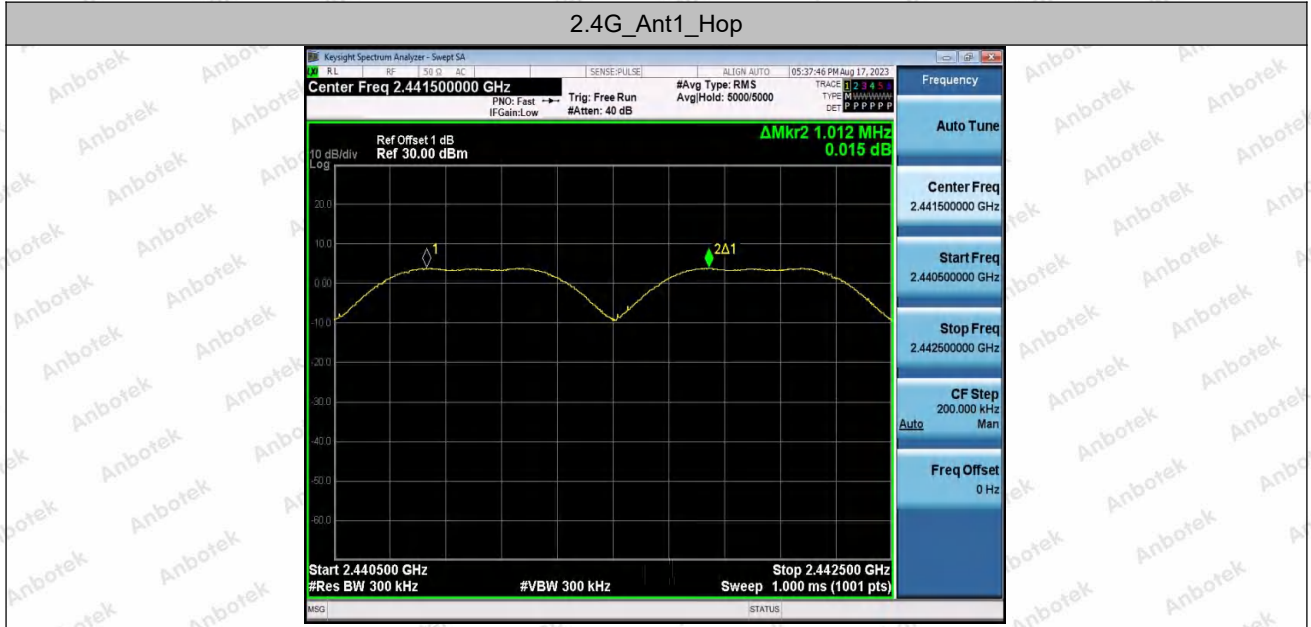 2.4G_Ant1_Hop
Keysight Spectrum Analyzer - Swept SA
RL RF 50 Ω AC SENSE:PULSE ALIGN AUTO 05:37:46 PM Aug 17, 2023
Center Freq 2.441500000 GHz
PNO: Fast
IFGain:Low
Trig: Free Run
#Atten: 40 dB
#Avg Type: RMS
Avg|Hold: 5000/5000
TRACE 1 2 3 4 5 6
TYPE M WWWWW
DET P P P P P P
Frequency
Auto Tune
Center Freq
2.441500000 GHz
Start Freq
2.440500000 GHz
Stop Freq
2.442500000 GHz
CF Step
200.000 kHz
Auto Man
Freq Offset
0 Hz
ΔMkr2 1.012 MHz
0.015 dB
Ref Offset 1 dB
10 dB/div Ref 30.00 dBm
Log
20.0
10.0
0.00
-10.0
-20.0
-30.0
-40.0
-50.0
-60.0
1
2Δ1
Start 2.440500 GHz Stop 2.442500 GHz
#Res BW 300 kHz #VBW 300 kHz Sweep 1.000 ms (1001 pts)
MSG STATUS
Anbotek